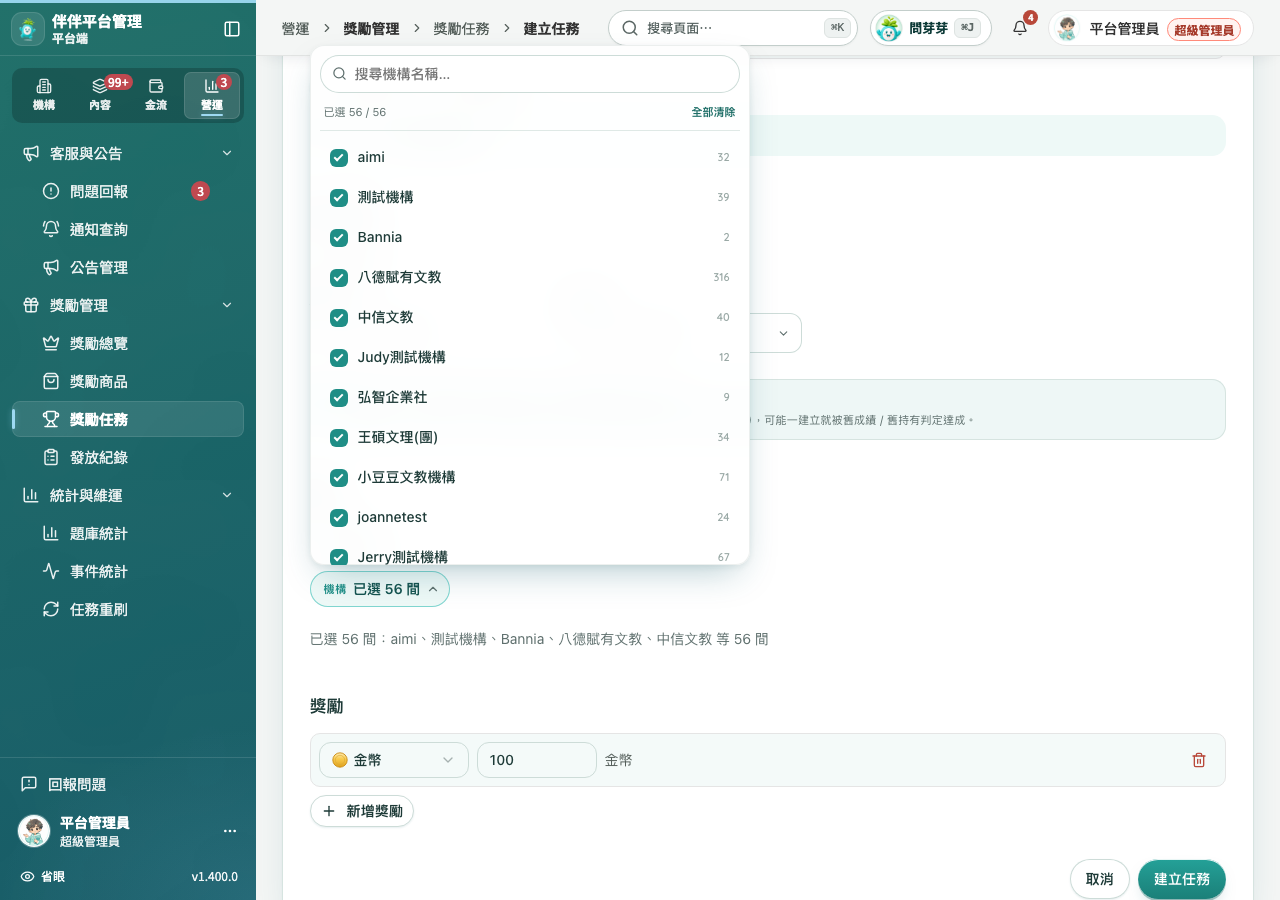 伴伴平台管理
平台端
機構
99+
內容
金流
3
營運
客服與公告
問題回報
3
通知查詢
公告管理
獎勵管理
獎勵總覽
獎勵商品
獎勵任務
發放紀錄
統計與維運
題庫統計
事件統計
任務重刷
回報問題
平台管理員
超級管理員
省眼
v1.400.0
營運 > 獎勵管理 > 獎勵任務 > 建立任務
搜尋頁面…
⌘K
問芽芽
⌘J
4
平台管理員
超級管理員
搜尋機構名稱...
已選 56 / 56
全部清除
aimi 32
測試機構 39
Bannia 2
八德賦有文教 316
中信文教 40
Judy測試機構 12
弘智企業社 9
王碩文理(團) 34
小豆豆文教機構 71
joannetest 24
Jerry測試機構 67
，可能一建立就被舊成績 / 舊持有判定達成。
機構 已選 56 間
已選 56 間：aimi、測試機構、Bannia、八德賦有文教、中信文教 等 56 間
獎勵
金幣
100
金幣
新增獎勵
取消
建立任務